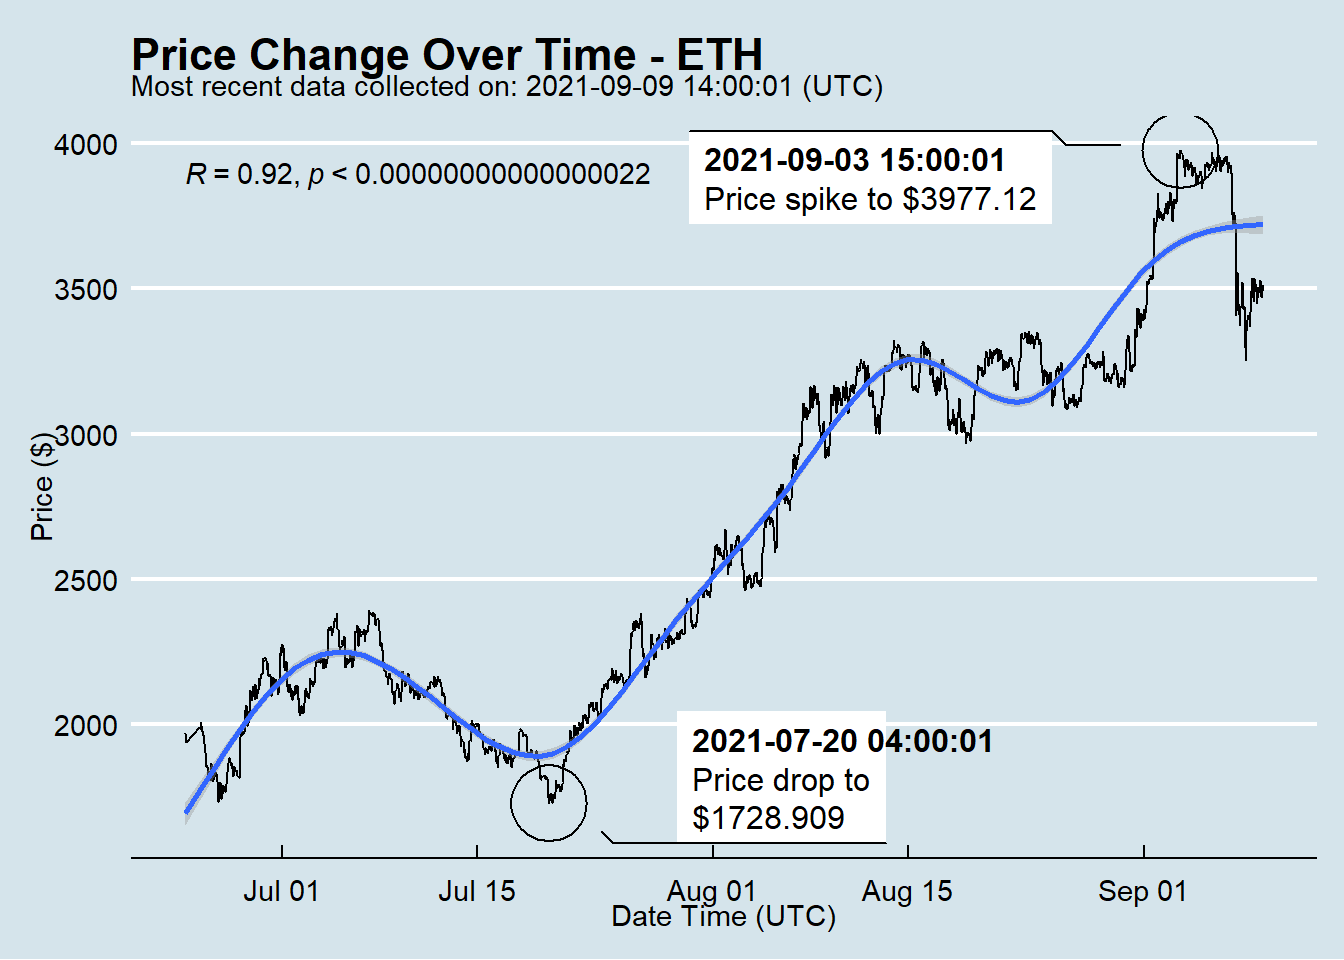 Price Change Over Time - ETH
Most recent data collected on: 2021-09-09 14:00:01 (UTC)
R = 0.92, p < 0.00000000000000022
2021-09-03 15:00:01
Price spike to $3977.12
2021-07-20 04:00:01
Price drop to
$1728.909
Price ($)
4000
3500
3000
2500
2000
Jul 01
Jul 15
Aug 01
Aug 15
Sep 01
Date Time (UTC)